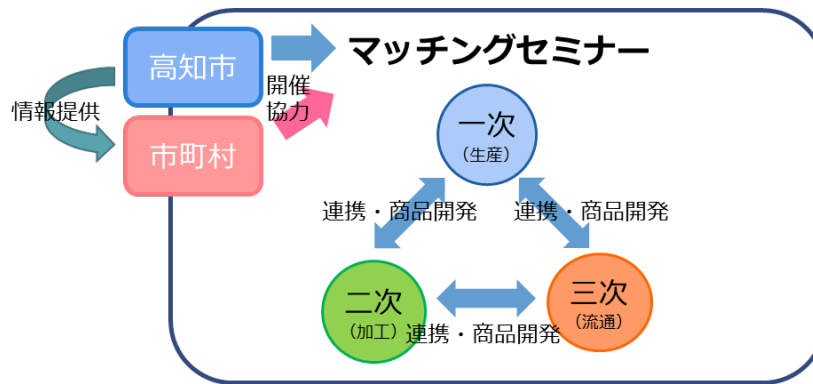 高知市
マッチングセミナー
開催
協力
情報提供
市町村
一次
（生産）
連携・商品開発
連携・商品開発
二次
（加工）
三次
（流通）
連携・商品開発